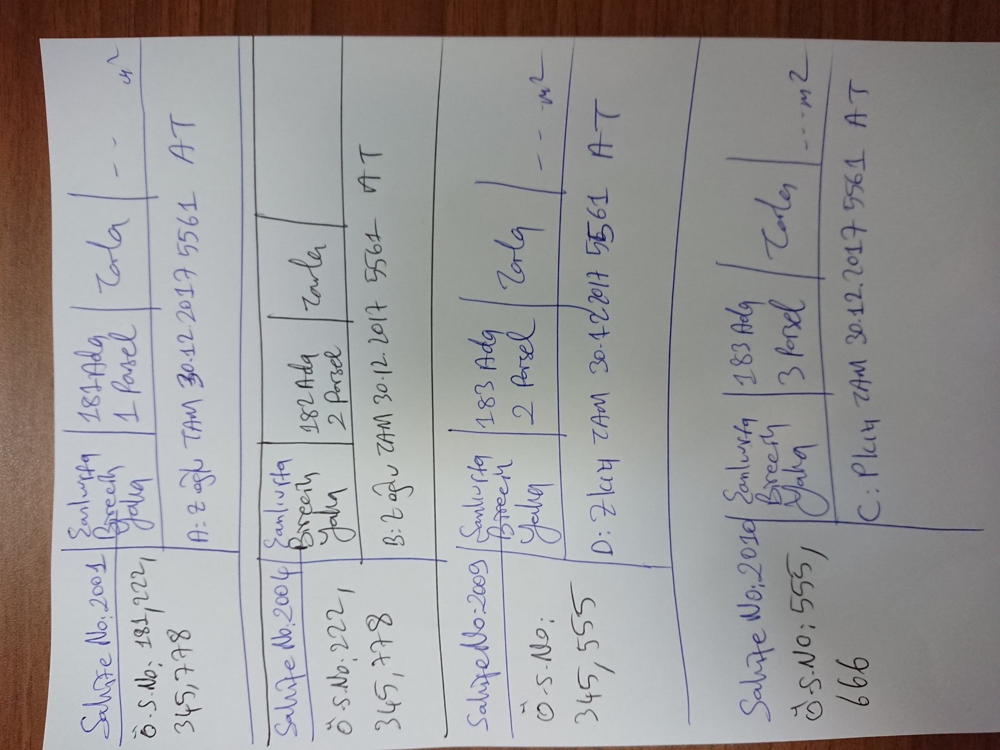 Sahife No: 2001
Ö.S.No: 181, 222,
345, 778
Şanlıurfa
Birecik
Yaka
181 Ada
1 Parsel
Tarla
- - - m²
A: Z oğlu TAM 30.12.2017 5561 AT
Sahife No: 2004
Ö.S.No: 222,
345, 778
Şanlıurfa
Birecik
Yaka
182 Ada
2 Parsel
Tarla
B: Z oğlu TAM 30.12.2017 5561 AT
Sahife No: 2009
Ö.S.No:
345, 555
Şanlıurfa
Birecik
Yaka
183 Ada
2 Parsel
Tarla
- - - m²
D: Z kızı TAM 30.12.2017 5561 AT
Sahife No: 2010
Ö.S.No: 555,
666
Şanlıurfa
Birecik
Yaka
183 Ada
3 Parsel
Tarla
- - - - m²
C: P kızı TAM 30.12.2017 5561 AT